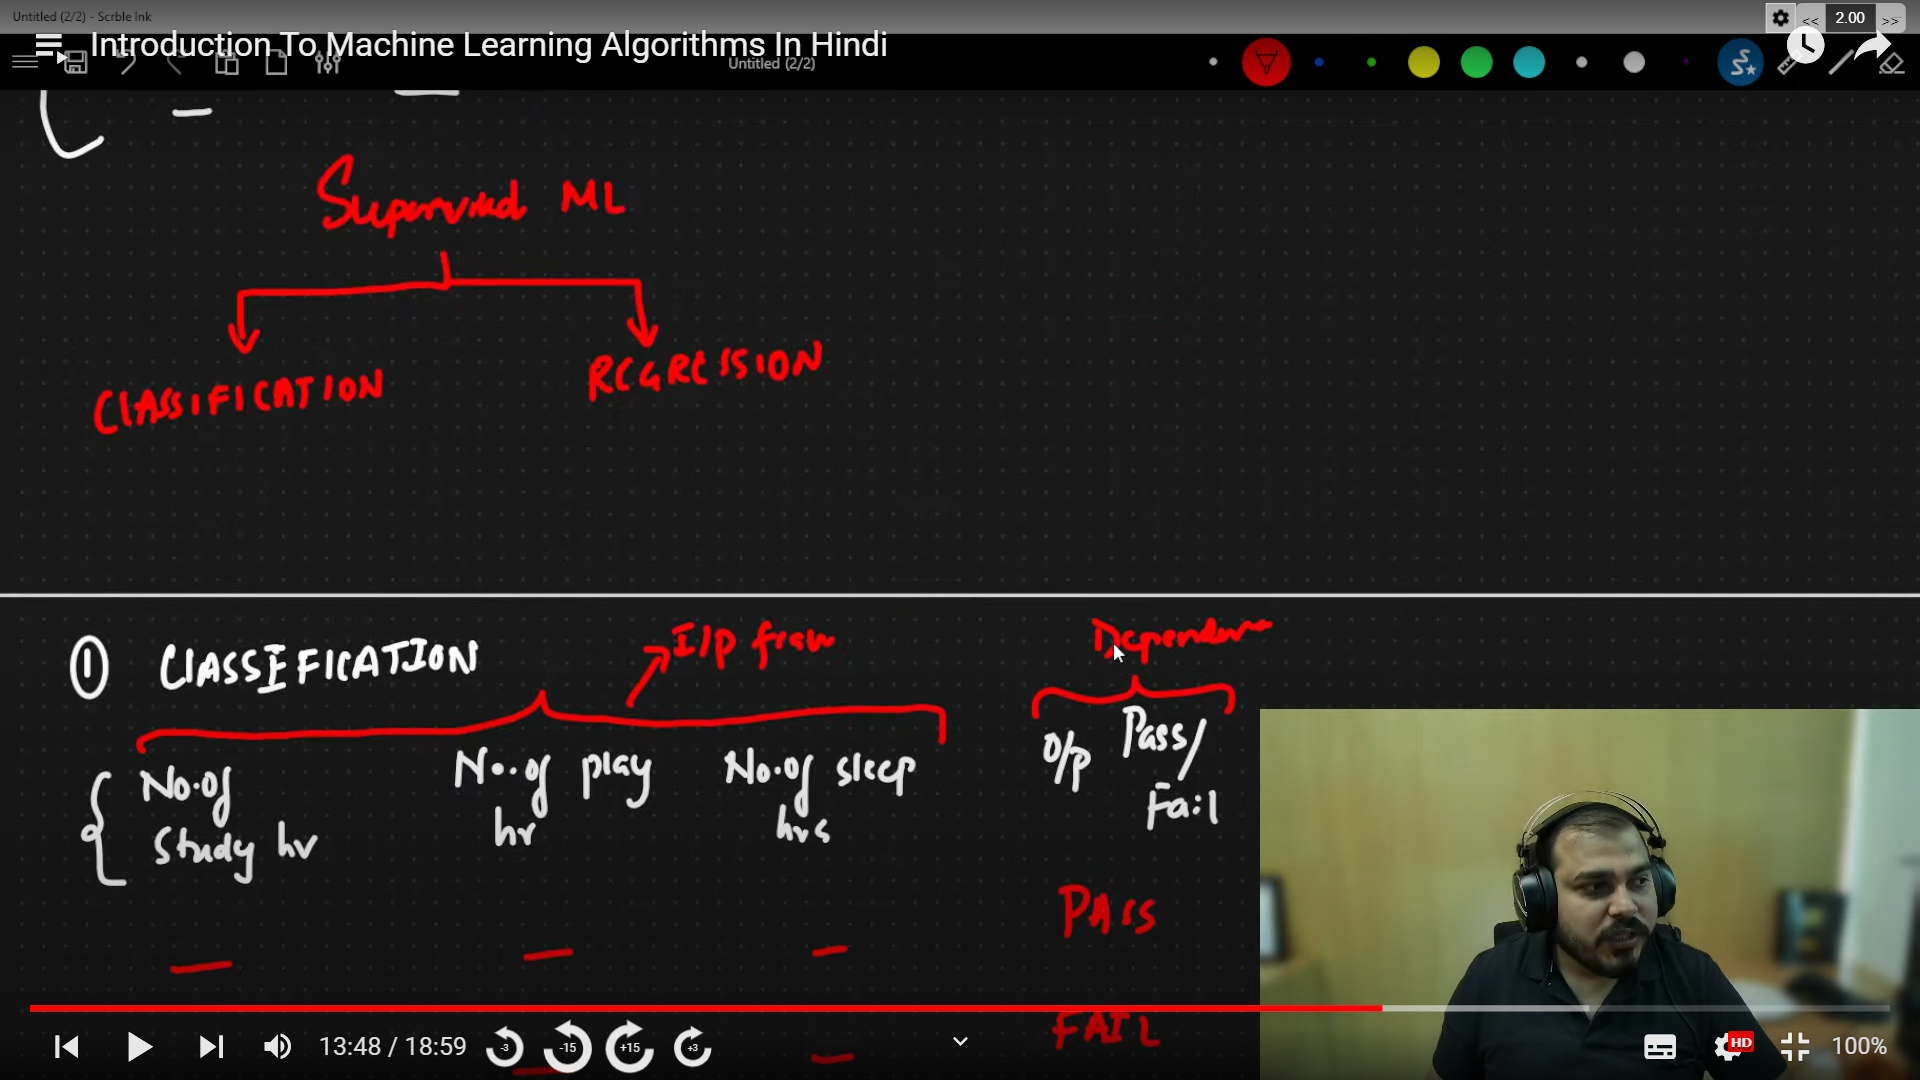 Untitled (2/2) - Scrble Ink
<< 2.00 >>
Introduction To Machine Learning Algorithms In Hindi
Untitled (2/2)
Supervised ML
CLASSIFICATION
REGRESSION
① CLASSIFICATION
I/P
No. of Study hr
No. of play hr
No. of sleep hrs
O/p Pass/ Fail
PASS
FAIL
13:48 / 18:59
-3
-15
+15
+3
HD
100%